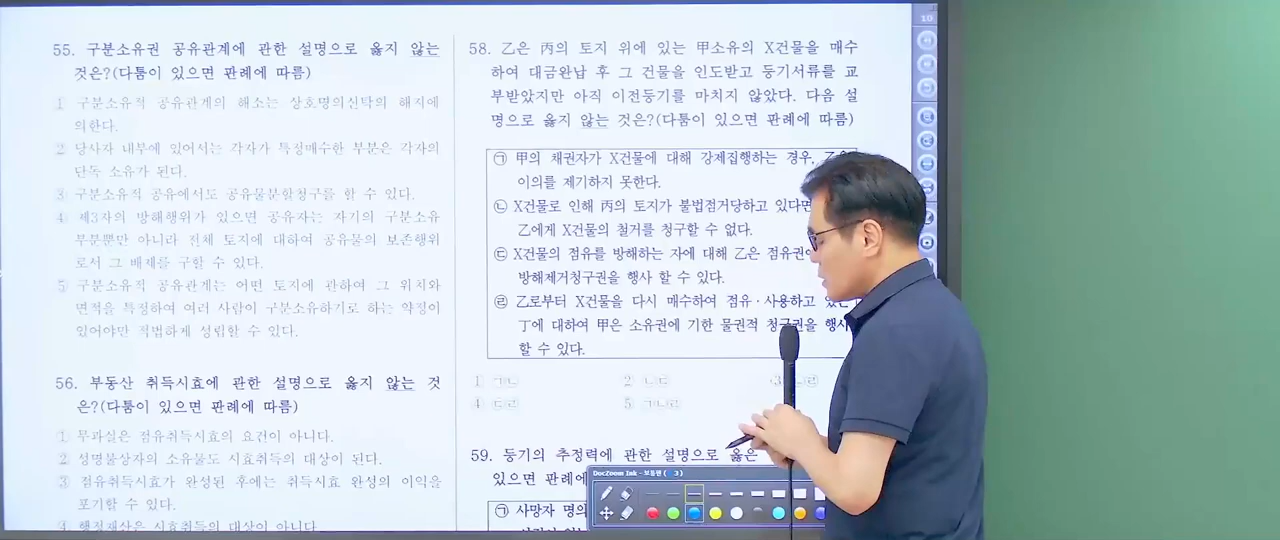 55. 구분소유권 공유관계에 관한 설명으로 옳지 않는
것은?(다툼이 있으면 판례에 따름)
① 구분소유적 공유관계의 해소는 상호명의신탁의 해지에
의한다.
② 당사자 내부에 있어서는 각자가 특정매수한 부분은 각자의
단독 소유가 된다.
③ 구분소유적 공유에서도 공유물분할청구를 할 수 있다.
④ 제3자의 방해행위가 있으면 공유자는 자기의 구분소유
부분뿐만 아니라 전체 토지에 대하여 공유물의 보존행위
로서 그 배제를 구할 수 있다.
⑤ 구분소유적 공유관계는 어떤 토지에 관하여 그 위치와
면적을 특정하여 여러 사람이 구분소유하기로 하는 약정이
있어야만 적법하게 성립할 수 있다.
56. 부동산 취득시효에 관한 설명으로 옳지 않는 것
은?(다툼이 있으면 판례에 따름)
① 무과실은 점유취득시효의 요건이 아니다.
② 성명불상자의 소유물도 시효취득의 대상이 된다.
③ 점유취득시효가 완성된 후에는 취득시효 완성의 이익을
포기할 수 있다.
④ 행정재산은 시효취득의 대상이 아니다.
58. 乙은 丙의 토지 위에 있는 甲소유의 X건물을 매수
하여 대금완납 후 그 건물을 인도받고 등기서류를 교
부받았지만 아직 이전등기를 마치지 않았다. 다음 설
명으로 옳지 않는 것은?(다툼이 있으면 판례에 따름)
㉠ 甲의 채권자가 X건물에 대해 강제집행하는 경우,
이의를 제기하지 못한다.
㉡ X건물로 인해 丙의 토지가 불법점거당하고 있다면
乙에게 X건물의 철거를 청구할 수 없다.
㉢ X건물의 점유를 방해하는 자에 대해 乙은 점유권
방해제거청구권을 행사 할 수 있다.
㉣ 乙로부터 X건물을 다시 매수하여 점유·사용하고 있는
丁에 대하여 甲은 소유권에 기한 물권적 청구권을 행사
할 수 있다.
① ㄱㄴ ② ㄴㄷ ③ ㄴ㉣
④ ㄷㄹ ⑤ ㄱㄴㄹ
59. 등기의 추정력에 관한 설명으로 옳은
있으면 판례에
㉠ 사망자 명의
DocZoom Ink - 보통펜( 3)
10